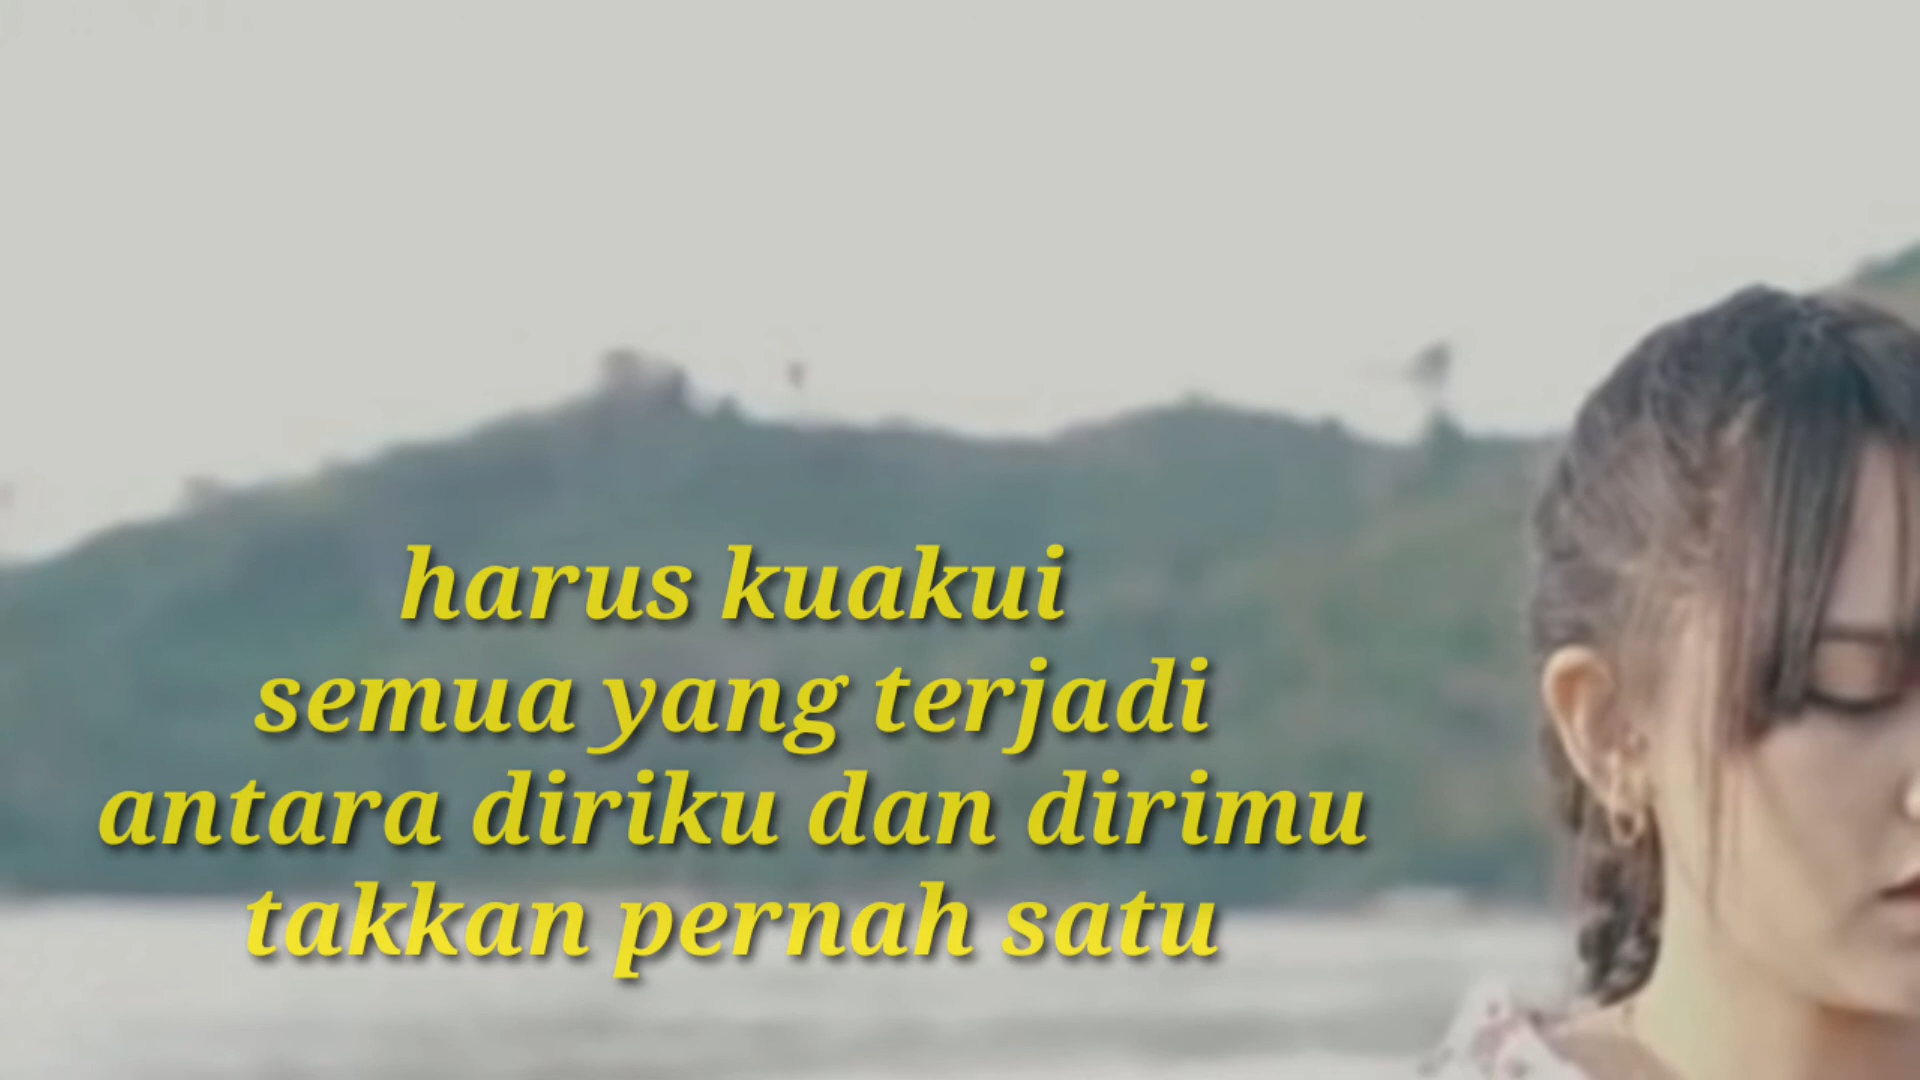 harus kuakui
semua yang terjadi
antara diriku dan dirimu
takkan pernah satu